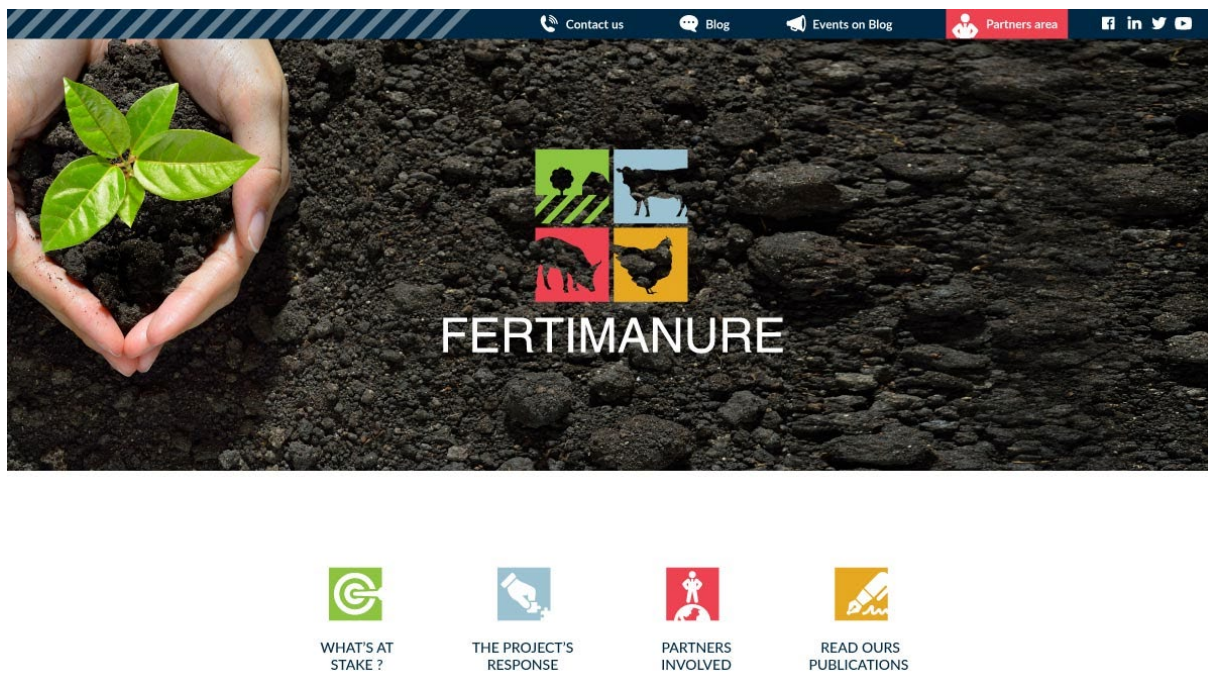 Contact us
Blog
Events on Blog
Partners area
FERTIMANURE
WHAT'S AT
STAKE ?
THE PROJECT'S
RESPONSE
PARTNERS
INVOLVED
READ OURS
PUBLICATIONS